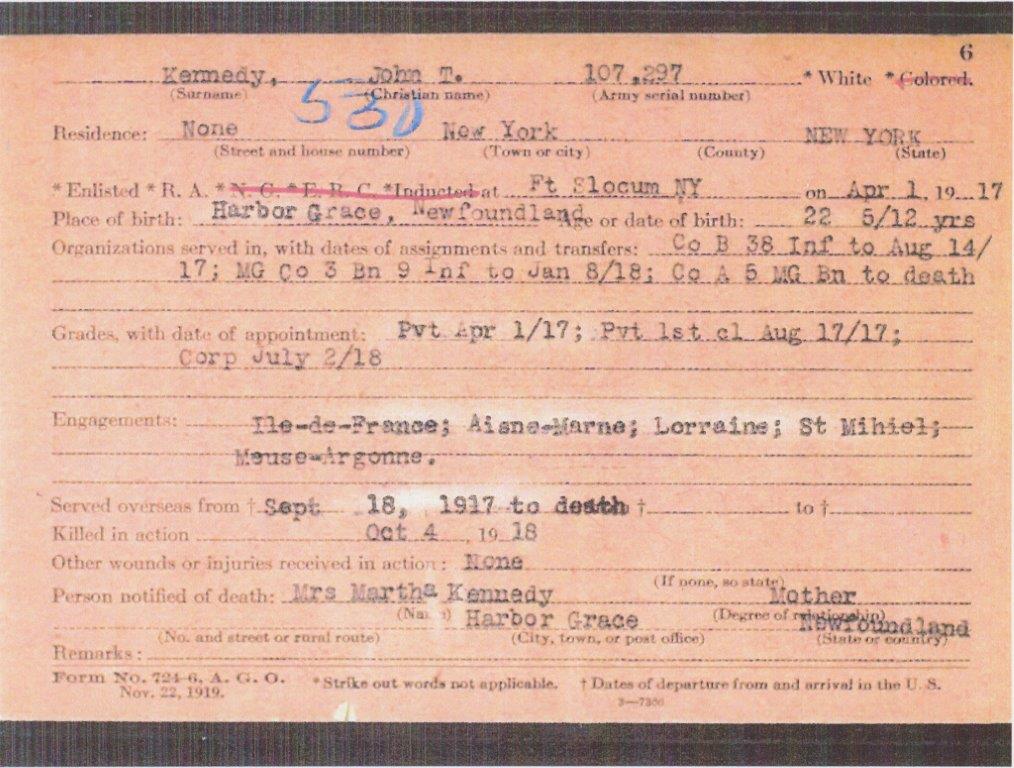 6
Kennedy, John T. 107,297 * White * Colored.
(Surname) (Christian name) (Army serial number)
530
Residence: None New York NEW YORK
(Street and house number) (Town or city) (County) (State)
* Enlisted * R. A. * N. G. * E. R. C. *Inducted at Ft Slocum NY on Apr 1, 19 17
Place of birth: Harbor Grace, Newfoundland Age or date of birth: 22 5/12 yrs
Organizations served in, with dates of assignments and transfers: Co B 38 Inf to Aug 14/
17; MG Co 3 Bn 9 Inf to Jan 8/18; Co A 5 MG Bn to death
Grades, with date of appointment: Pvt Apr 1/17; Pvt 1st cl Aug 17/17;
Corp July 2/18
Engagements: Ile-de-France; Aisne-Marne; Lorraine; St Mihiel;
Meuse-Argonne.
Served overseas from † Sept 18, 1917 to death † to †
Killed in action Oct 4, 19 18
Other wounds or injuries received in action: None
(If none, so state)
Person notified of death: Mrs Martha Kennedy Mother
(Name) (Degree of relationship)
Harbor Grace Newfoundland
(No. and street or rural route) (City, town, or post office) (State or country)
Remarks:
Form No. 724-6, A. G. O. *Strike out words not applicable. † Dates of departure from and arrival in the U. S.
Nov. 22, 1919.